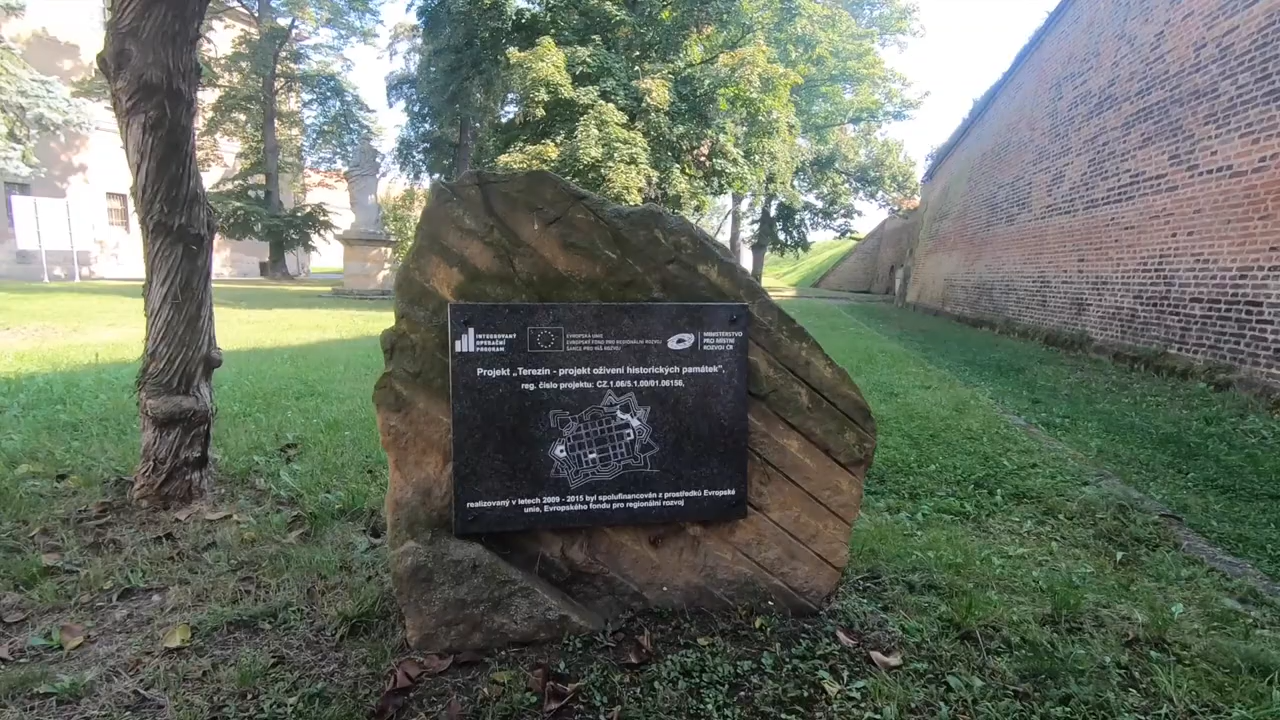 INTEGROVANÝ
OPERAČNÍ
PROGRAM
EVROPSKÁ UNIE
EVROPSKÝ FOND PRO REGIONÁLNÍ ROZVOJ
ŠANCE PRO VÁŠ ROZVOJ
MINISTERSTVO
PRO MÍSTNÍ
ROZVOJ ČR
Projekt „Terezín - projekt oživení historických památek",
reg. číslo projektu: CZ.1.06/5.1.00/01.06156,
realizovaný v letech 2009 - 2015 byl spolufinancován z prostředků Evropské
unie, Evropského fondu pro regionální rozvoj